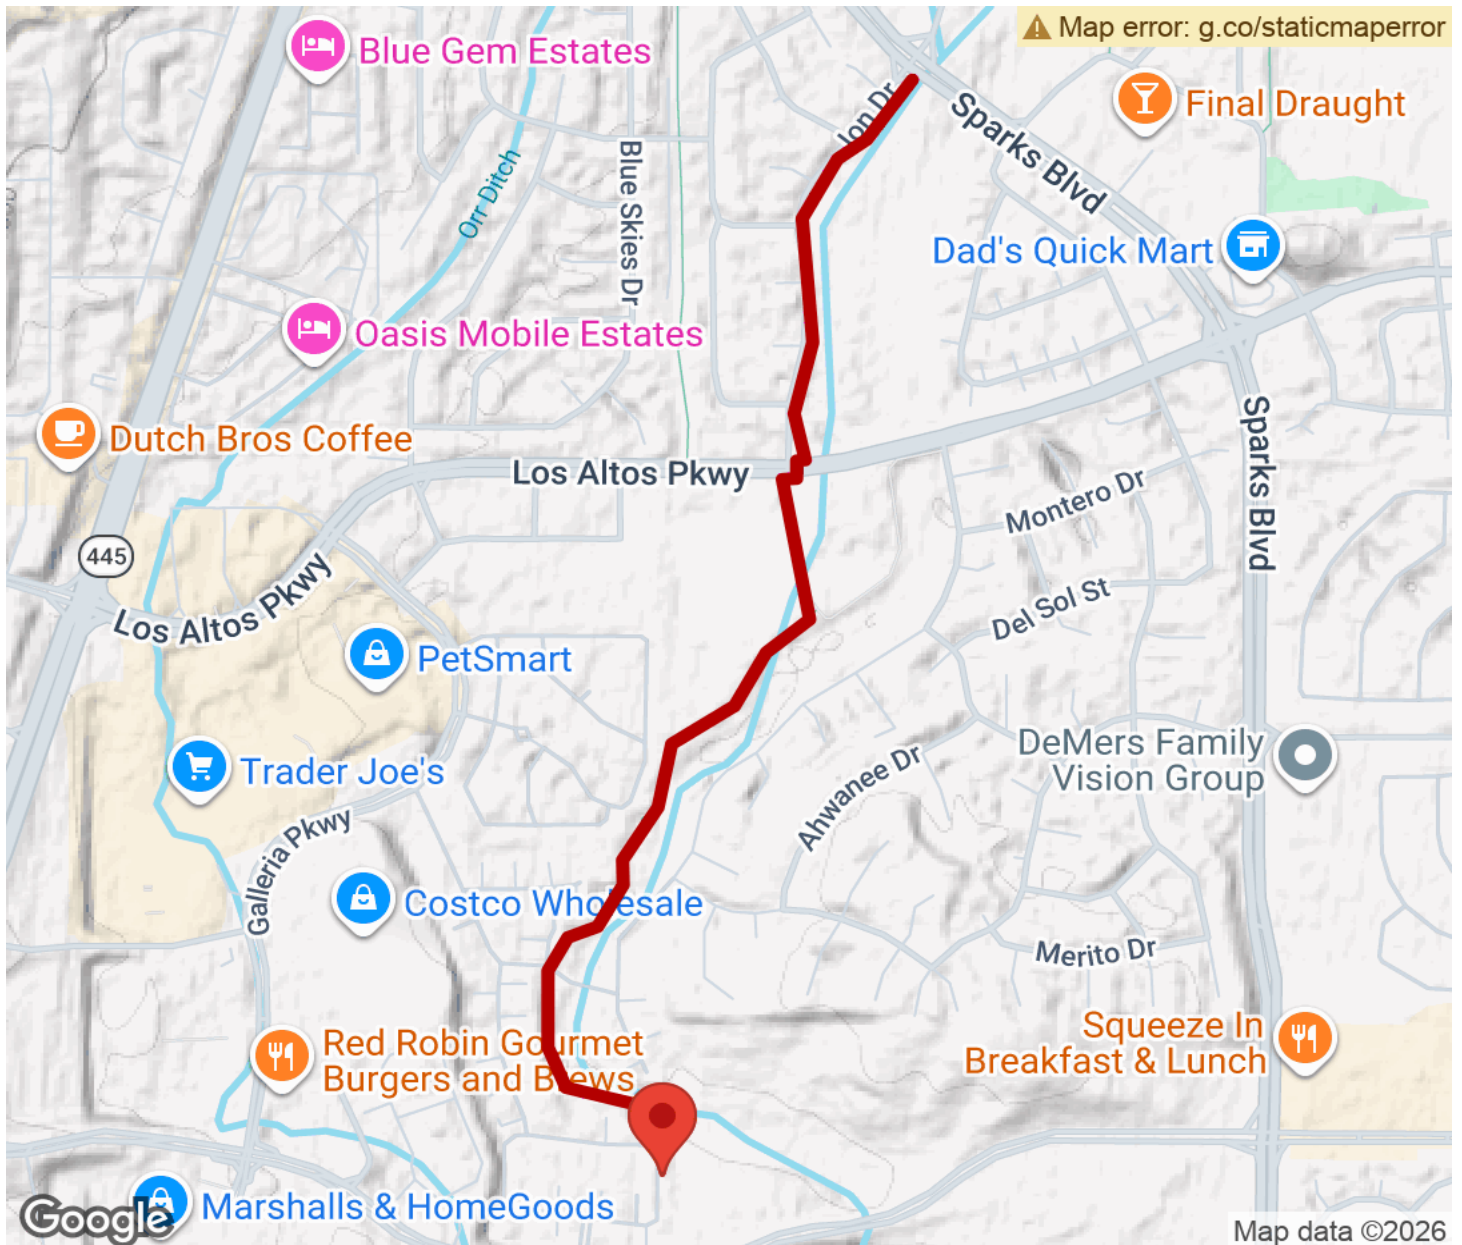 Map error: g.co/staticmaperror
Blue Gem Estates
Final Draught
Jon Dr
Sparks Blvd
Orr Ditch
Blue Skies Dr
Dad's Quick Mart
Oasis Mobile Estates
Dutch Bros Coffee
Los Altos Pkwy
Sparks Blvd
Montero Dr
445
Los Altos Pkwy
Del Sol St
PetSmart
DeMers Family
Vision Group
Trader Joe's
Ahwanee Dr
Galleria Pkwy
Costco Wholesale
Merito Dr
Squeeze In
Breakfast & Lunch
Red Robin Gourmet
Burgers and Brews
Marshalls & HomeGoods
Google
Map data ©2026